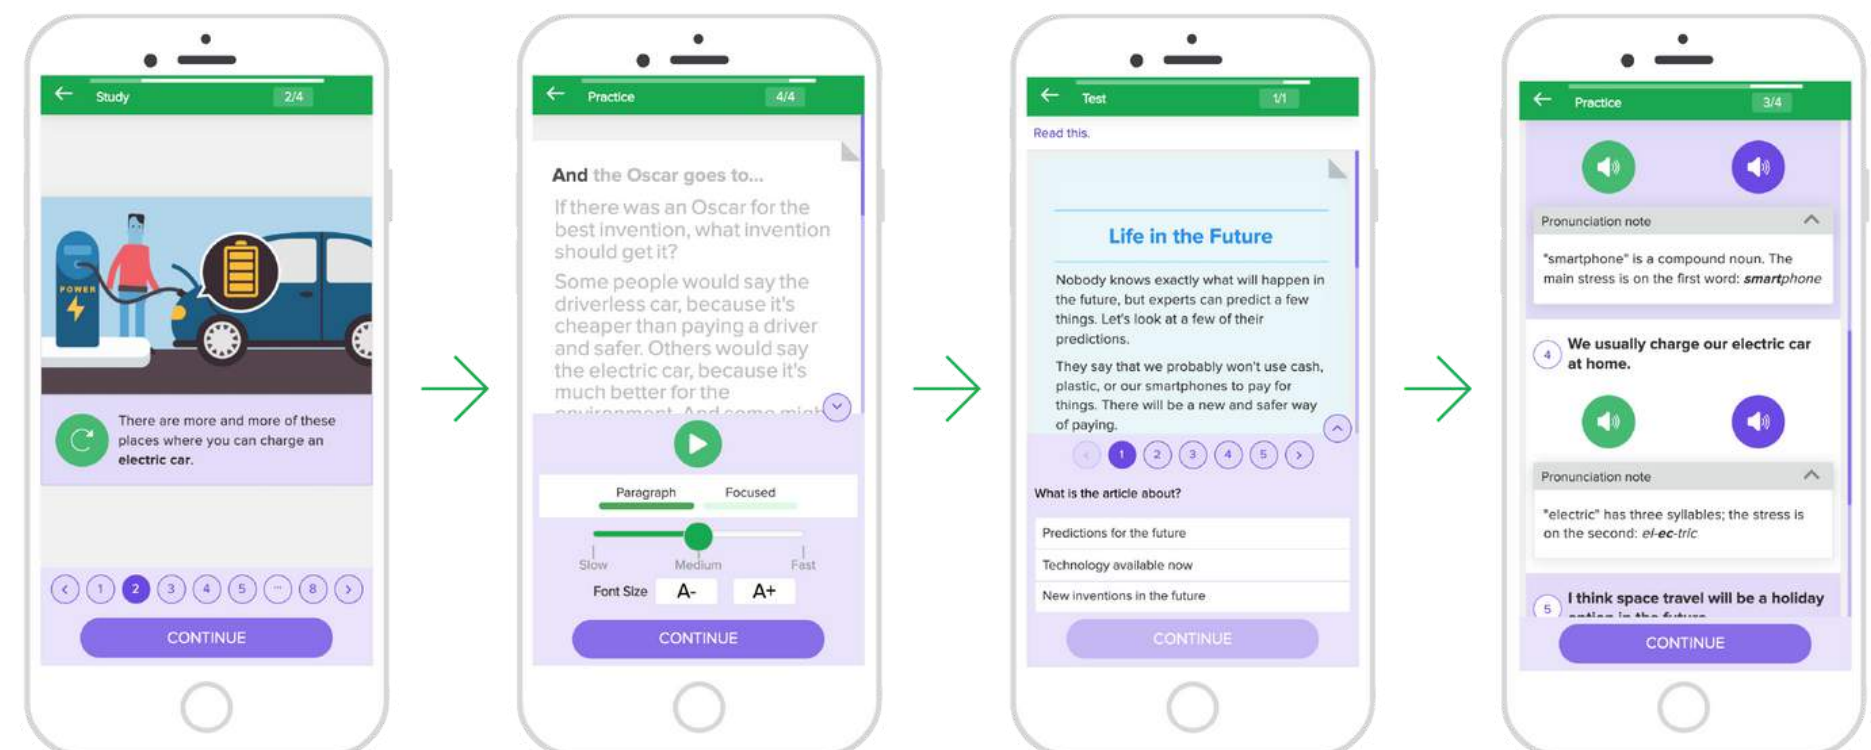 Study
2/4
POWER
There are more and more of these
places where you can charge an
electric car.
1
2
3
4
5
...
8
CONTINUE
Practice
4/4
And the Oscar goes to...
If there was an Oscar for the
best invention, what invention
should get it?
Some people would say the
driverless car, because it's
cheaper than paying a driver
and safer. Others would say
the electric car, because it's
much better for the
environment. And some might
Paragraph
Focused
Slow
Medium
Fast
Font Size
A-
A+
CONTINUE
Test
1/1
Read this.
Life in the Future
Nobody knows exactly what will happen in
the future, but experts can predict a few
things. Let's look at a few of their
predictions.
They say that we probably won't use cash,
plastic, or our smartphones to pay for
things. There will be a new and safer way
of paying.
1
2
3
4
5
What is the article about?
Predictions for the future
Technology available now
New inventions in the future
CONTINUE
Practice
3/4
Pronunciation note
"smartphone" is a compound noun. The
main stress is on the first word: smartphone
4
We usually charge our electric car
at home.
Pronunciation note
"electric" has three syllables; the stress is
on the second: el-ec-tric
5
I think space travel will be a holiday
option in the future
CONTINUE